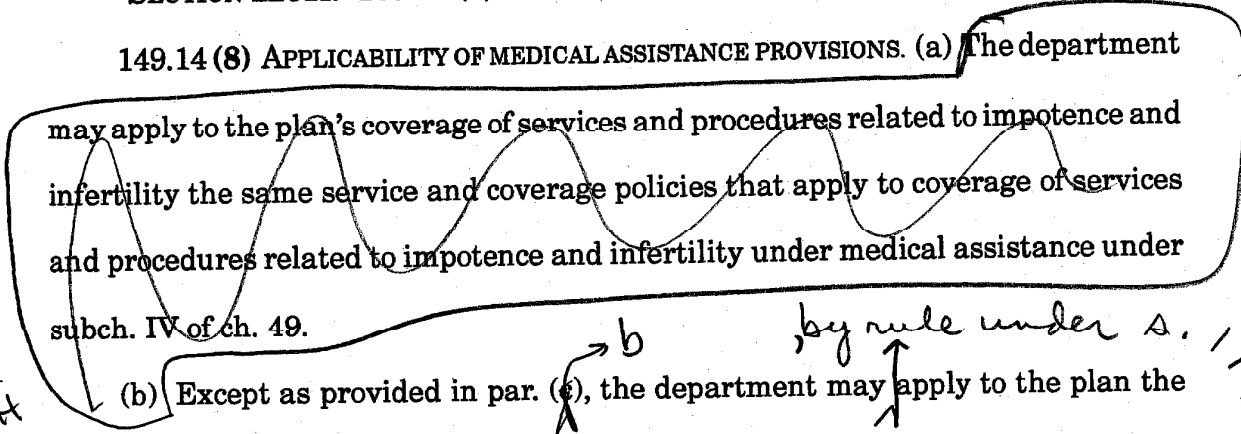 149.14 (8) APPLICABILITY OF MEDICAL ASSISTANCE PROVISIONS. (a) The department
may apply to the plan's coverage of services and procedures related to impotence and
infertility the same service and coverage policies that apply to coverage of services
and procedures related to impotence and infertility under medical assistance under
subch. IV of ch. 49.
b , by rule under s.
(b) Except as provided in par. (c), the department may apply to the plan the